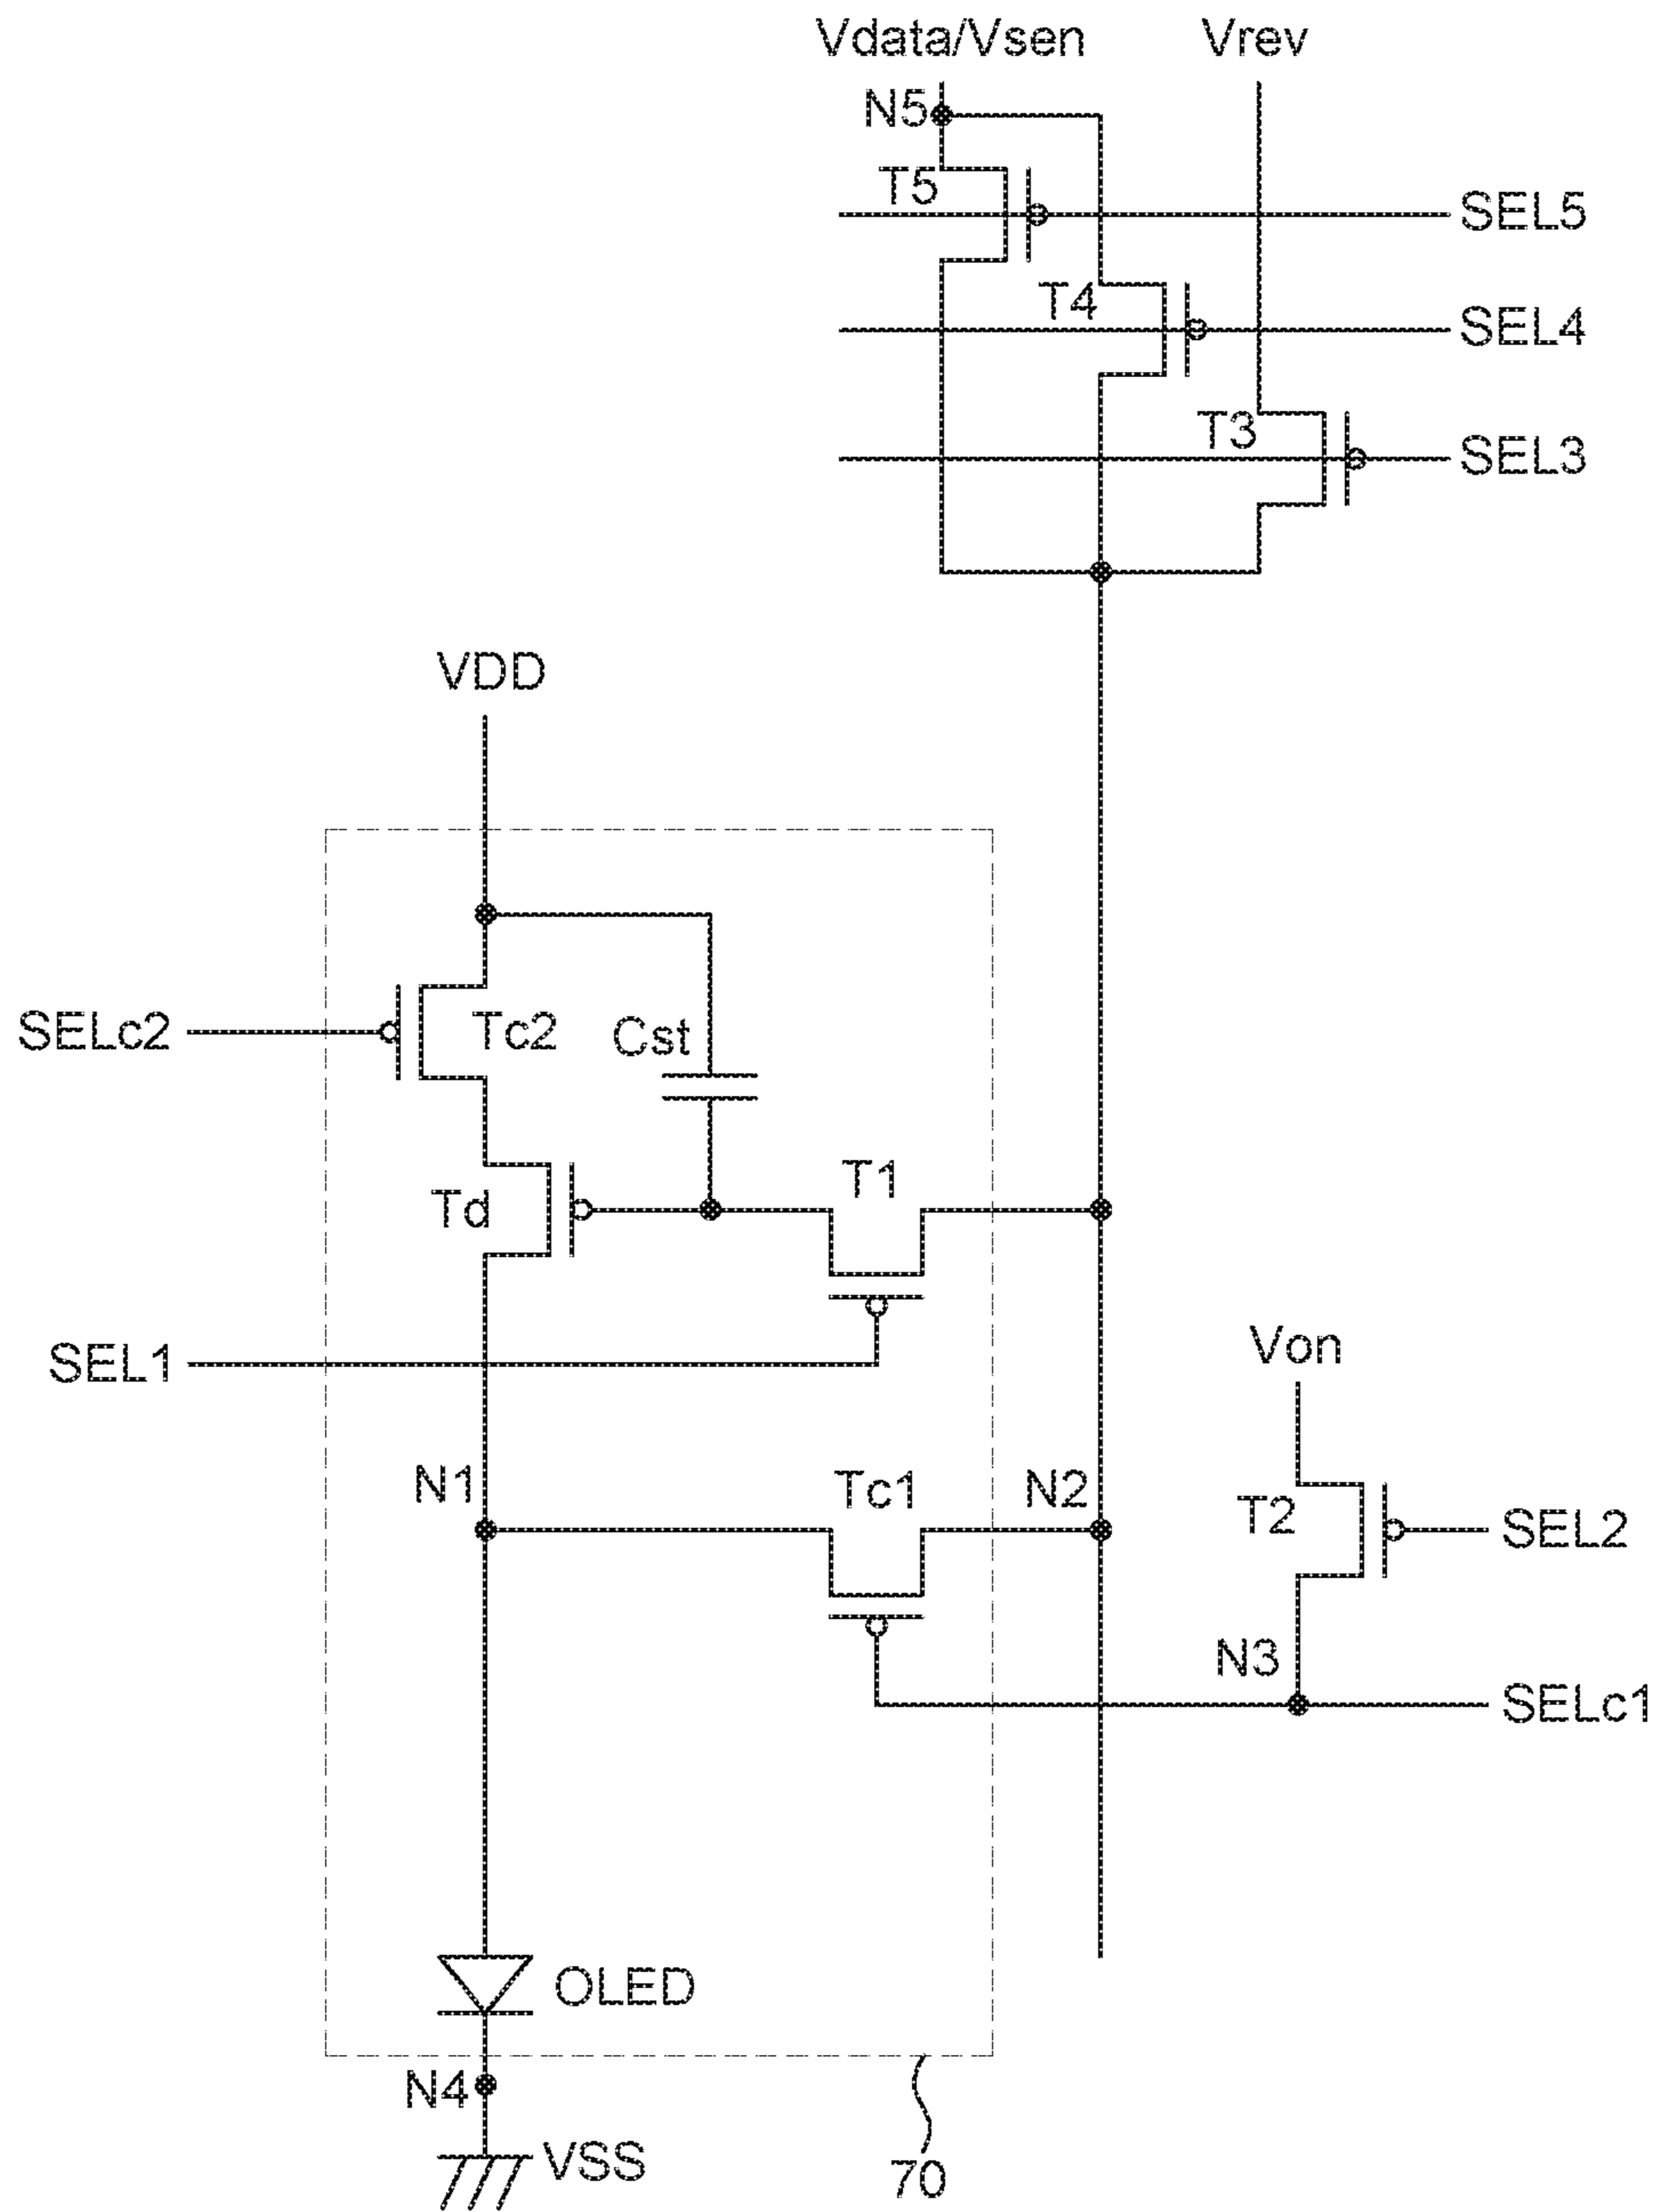 Vdata/Vsen Vrev
N5
T5
SEL5
T4
SEL4
T3
SEL3
VDD
SELc2
Tc2
Cst
Td
T1
SEL1
Von
N1
Tc1
N2
T2
SEL2
N3
SELc1
OLED
N4
VSS
70